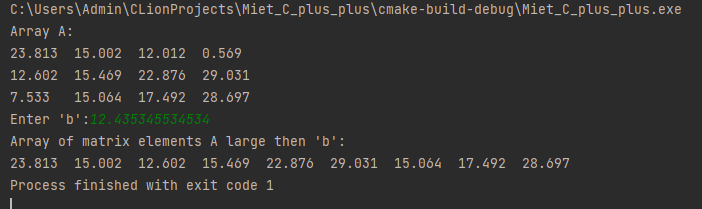 C:\Users\Admin\CLionProjects\Miet_C_plus_plus\cmake-build-debug\Miet_C_plus_plus.exe
Array A:
23.813 15.002 12.012 0.569
12.602 15.469 22.876 29.031
7.533 15.064 17.492 28.697
Enter 'b':12.435345534534
Array of matrix elements A large then 'b':
23.813 15.002 12.602 15.469 22.876 29.031 15.064 17.492 28.697
Process finished with exit code 1